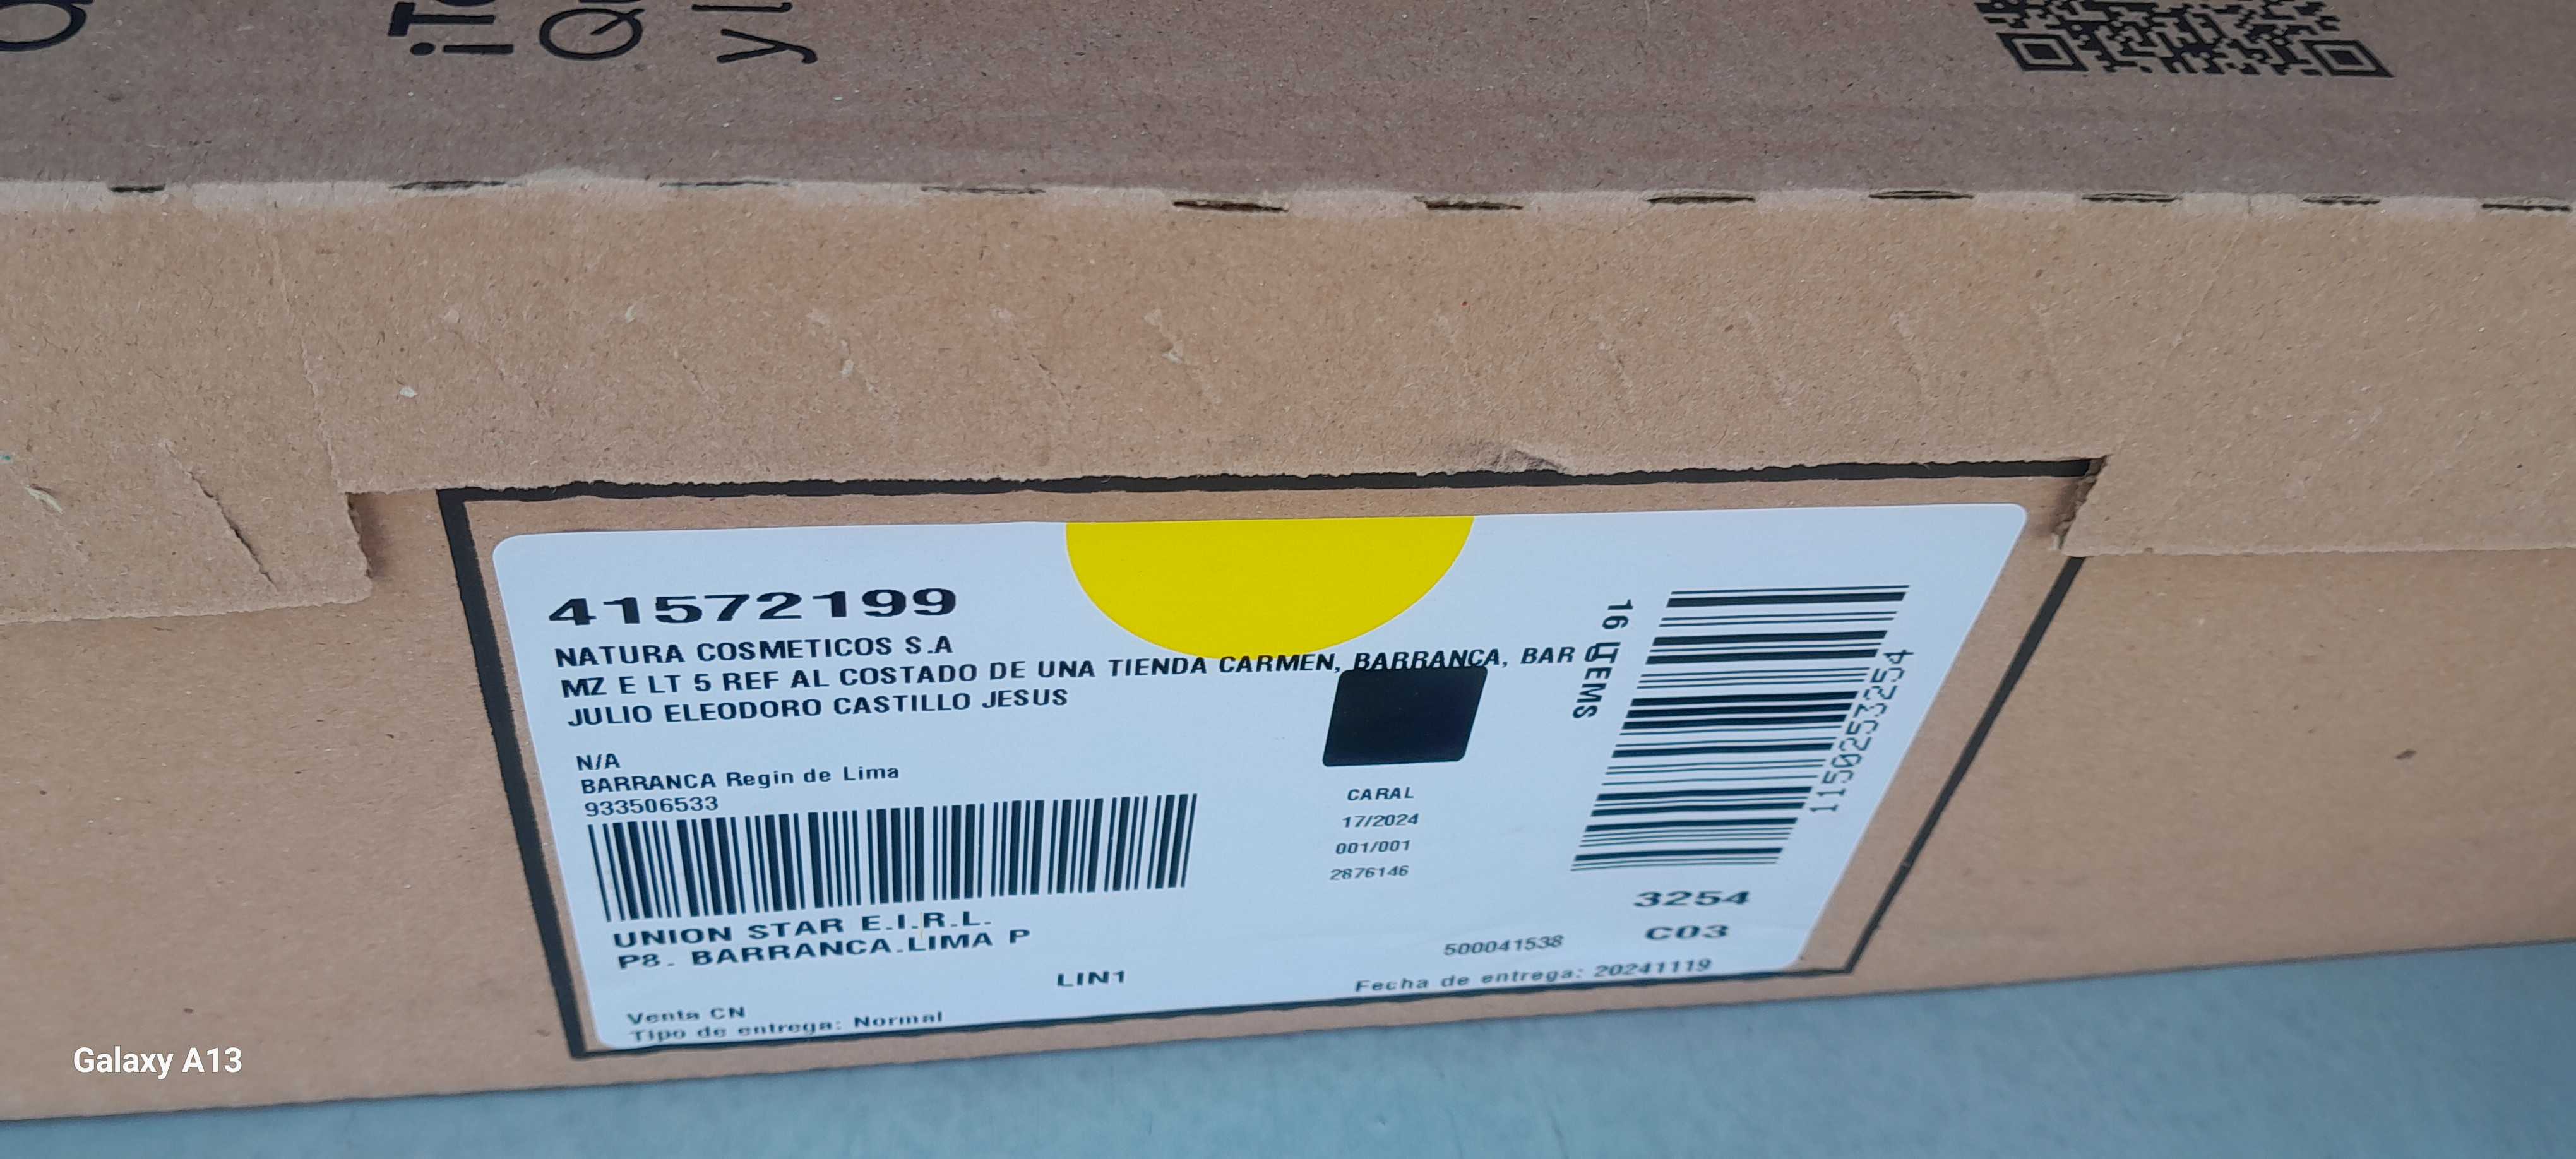 41572199
NATURA COSMETICOS S.A
MZ E LT 5 REF AL COSTADO DE UNA TIENDA CARMEN, BARRANCA, BAR
JULIO ELEODORO CASTILLO JESUS
N/A
BARRANCA Regin de Lima
933506533
UNION STAR E.I.R.L.
P8. BARRANCA.LIMA P
LIN1
Venta CN
Tipo de entrega: Normal
CARAL
17/2024
001/001
2876146
16 ITEMS
1150253254
3254
C03
500041538
Fecha de entrega: 20241119
Galaxy A13